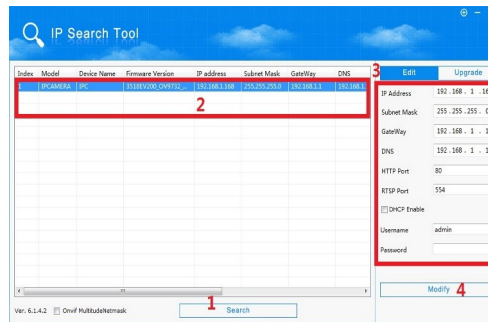 IP Search Tool
Index Model Device Name Firmware Version IP address Subnet Mask GateWay DNS
1 IPCAMERA IPC 3518EV200_OV9732_... 192.168.1.168 255.255.255.0 192.168.1.1 192.168.1
2
3 Edit Upgrade
IP Address 192 . 168 . 1 . 16
Subnet Mask 255 . 255 . 255 . 0
GateWay 192 . 168 . 1 . 1
DNS 192 . 168 . 1 . 1
HTTP Port 80
RTSP Port 554
DHCP Enable
Username admin
Password
Modify 4
1 Search
Ver. 6.1.4.2 Onvif MultitudeNetmask